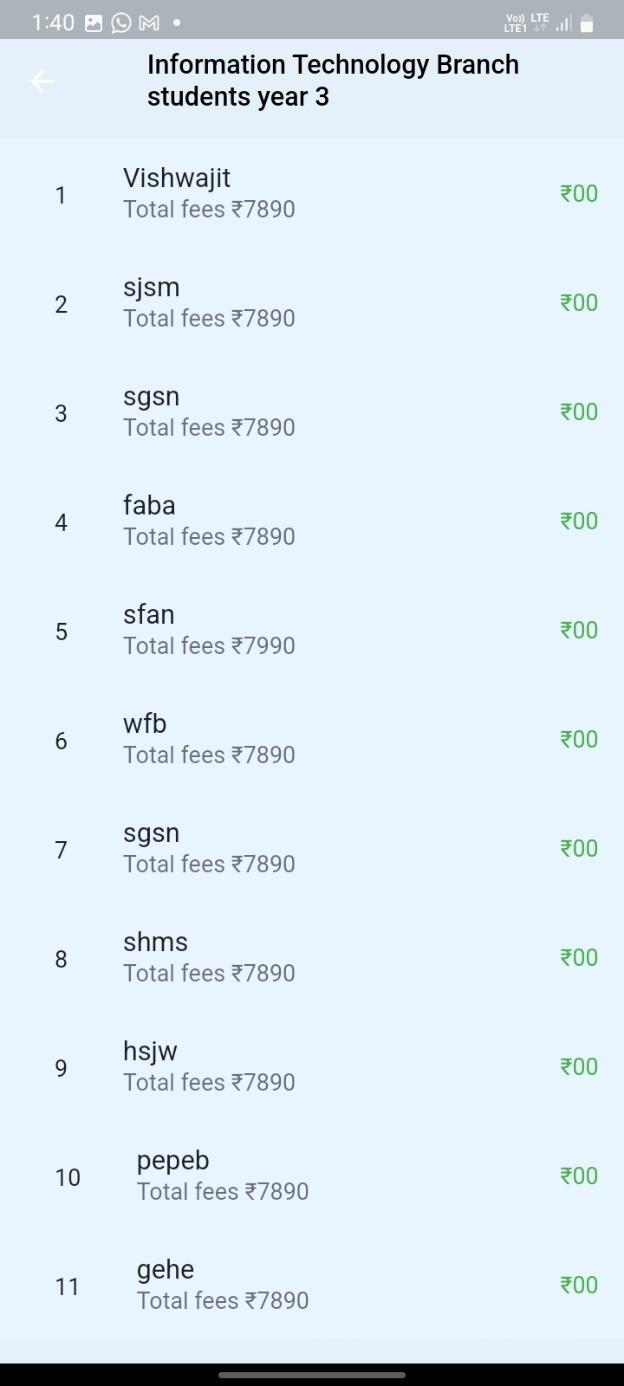 1:40
Vo)) LTE
LTE1
Information Technology Branch
students year 3
1
Vishwajit
Total fees ₹7890
₹00
2
sjsm
Total fees ₹7890
₹00
3
sgsn
Total fees ₹7890
₹00
4
faba
Total fees ₹7890
₹00
5
sfan
Total fees ₹7990
₹00
6
wfb
Total fees ₹7890
₹00
7
sgsn
Total fees ₹7890
₹00
8
shms
Total fees ₹7890
₹00
9
hsjw
Total fees ₹7890
₹00
10
pepeb
Total fees ₹7890
₹00
11
gehe
Total fees ₹7890
₹00